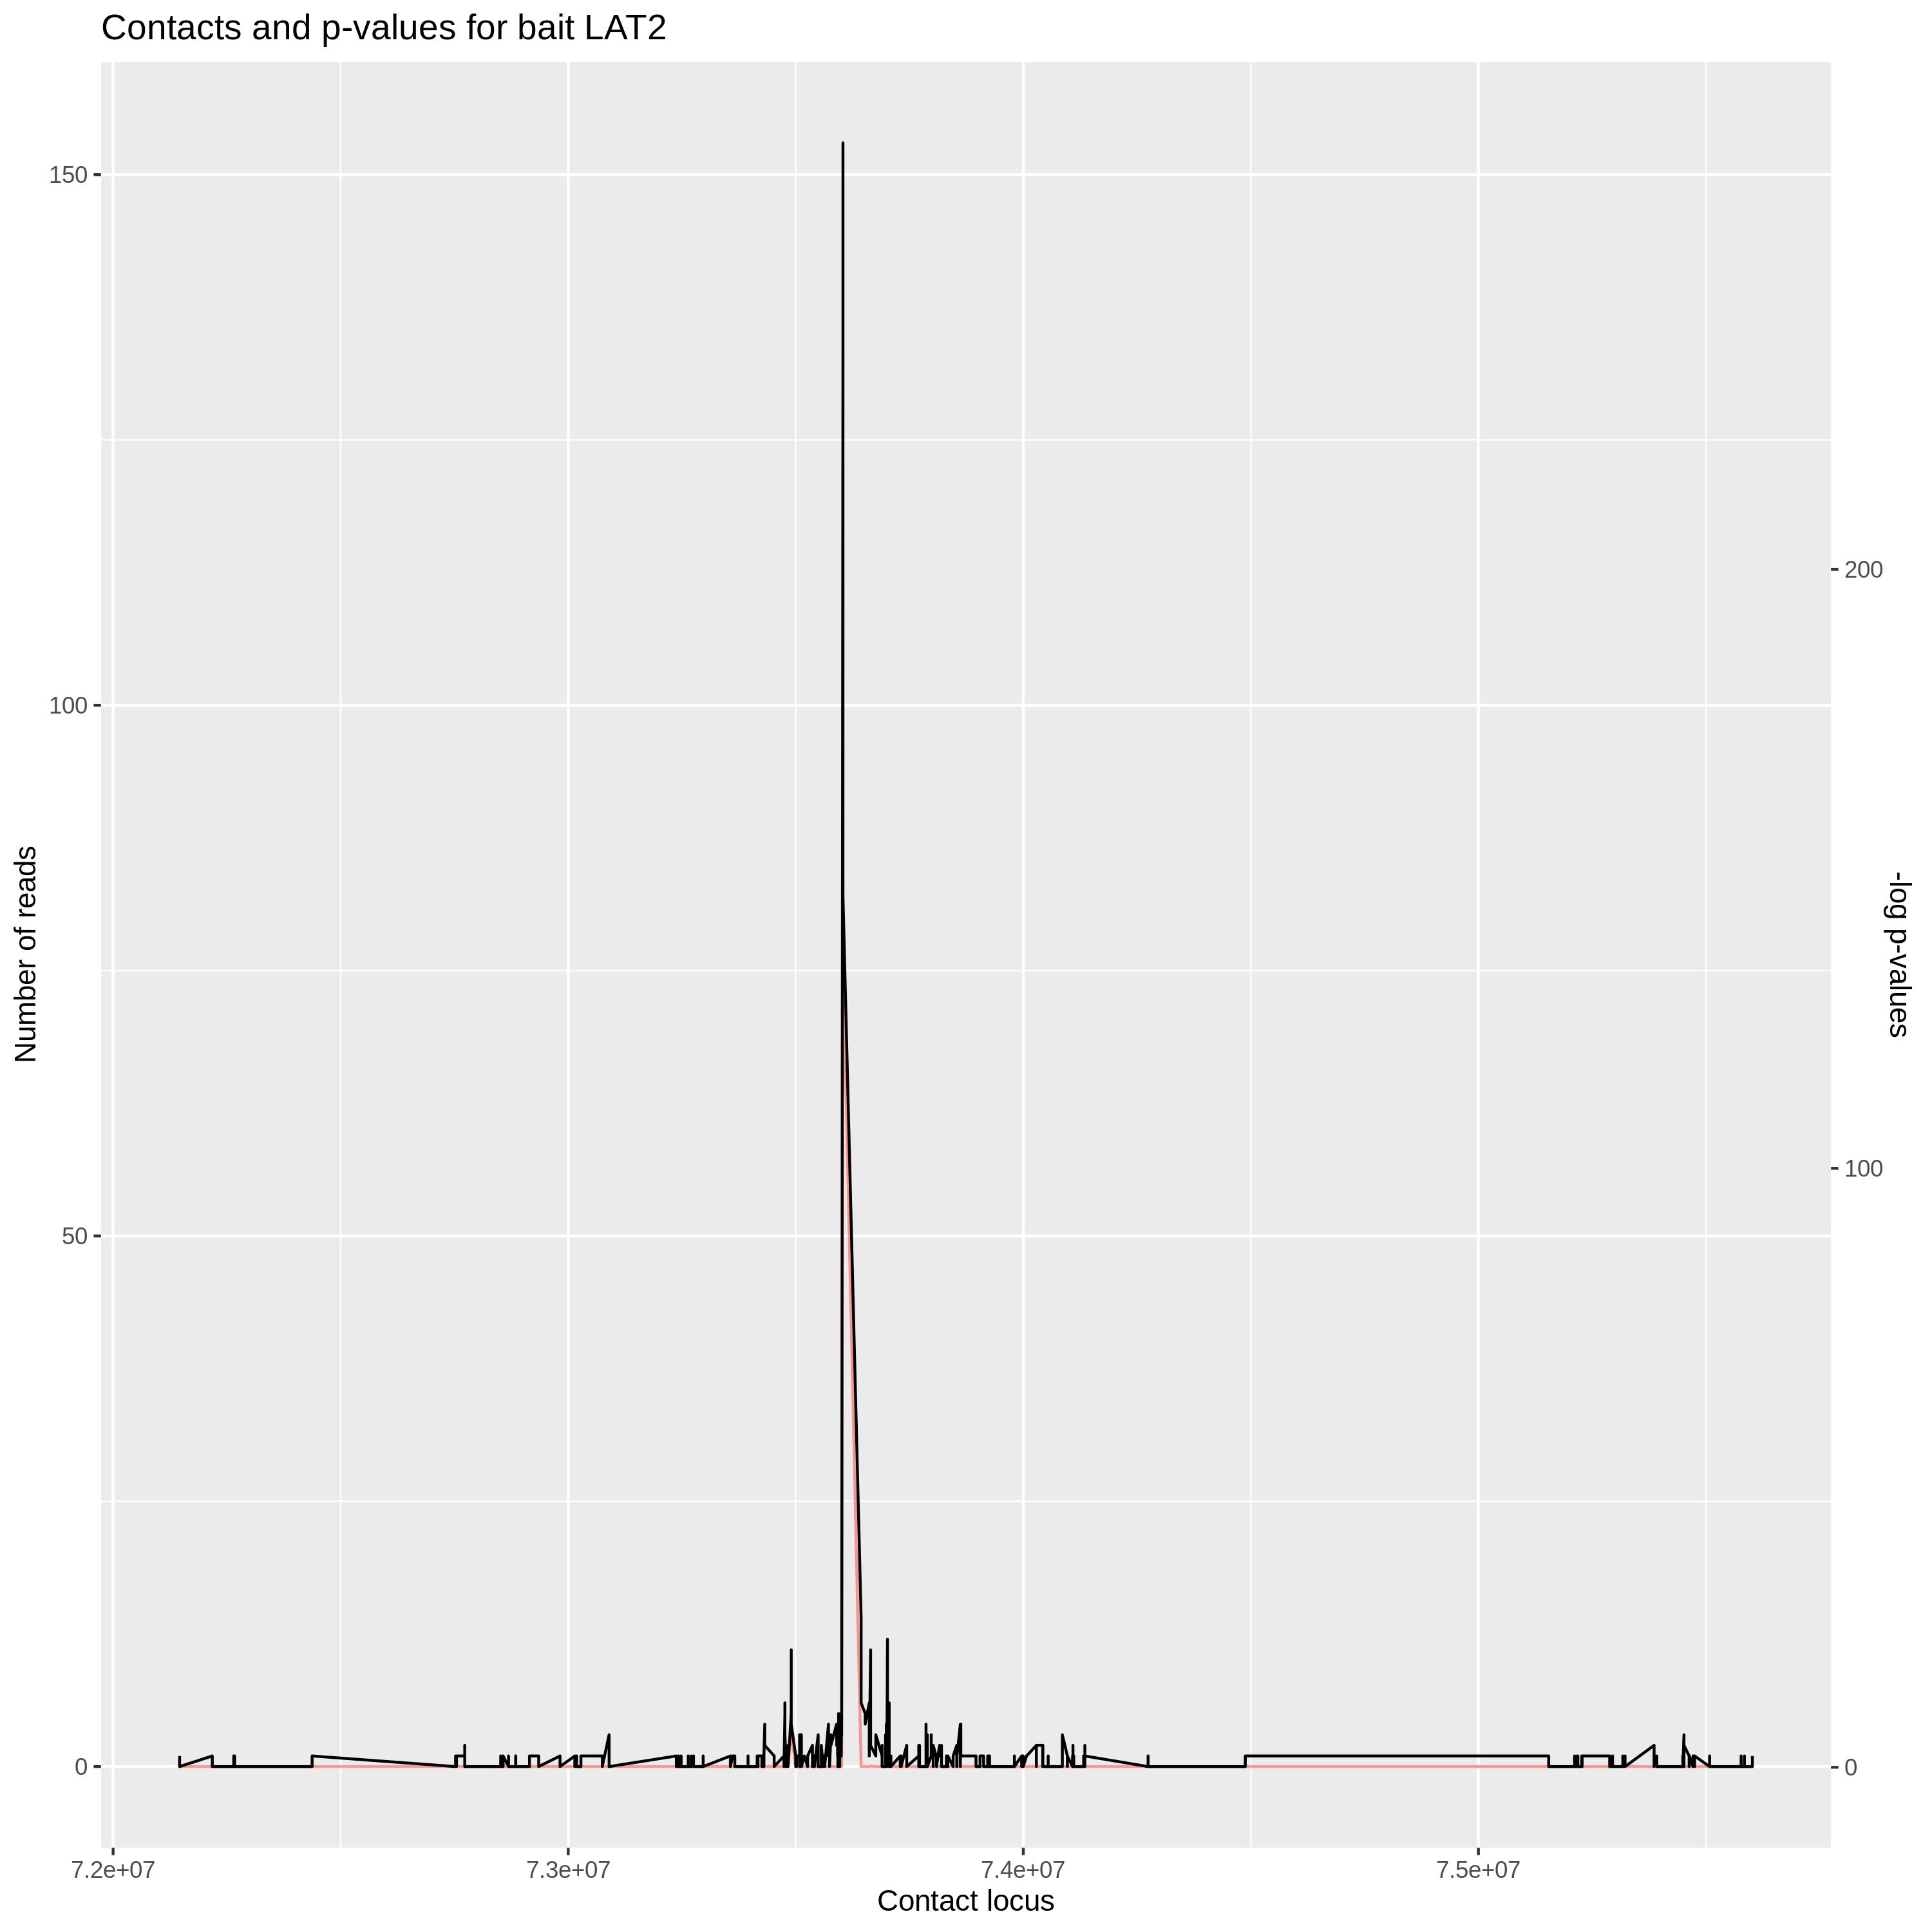 Contacts and p-values for bait LAT2
150
100
50
0
Number of reads
200
100
0
-log p-values
7.2e+07
7.3e+07
7.4e+07
7.5e+07
Contact locus